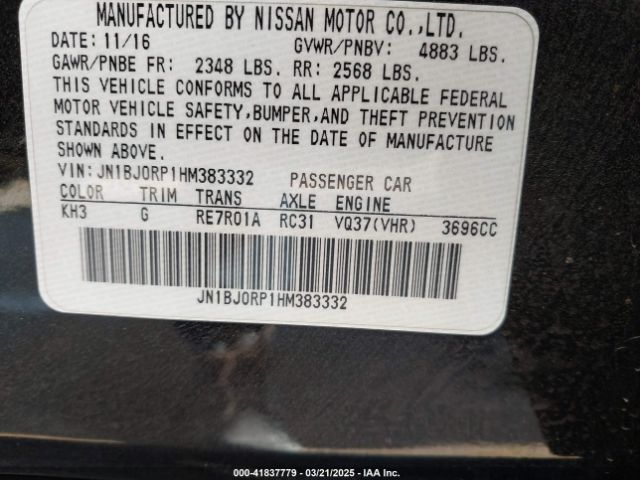 MANUFACTURED BY NISSAN MOTOR CO.,LTD.
DATE: 11/16 GVWR/PNBV: 4883 LBS.
GAWR/PNBE FR: 2348 LBS. RR: 2568 LBS.
THIS VEHICLE CONFORMS TO ALL APPLICABLE FEDERAL
MOTOR VEHICLE SAFETY,BUMPER,AND THEFT PREVENTION
STANDARDS IN EFFECT ON THE DATE OF MANUFACTURE
SHOWN ABOVE.
VIN: JN1BJ0RP1HM383332 PASSENGER CAR
COLOR TRIM TRANS AXLE ENGINE
KH3 G RE7R01A RC31 VQ37(VHR) 3696CC
JN1BJ0RP1HM383332
000-41837779 — 03/21/2025 — IAA Inc.